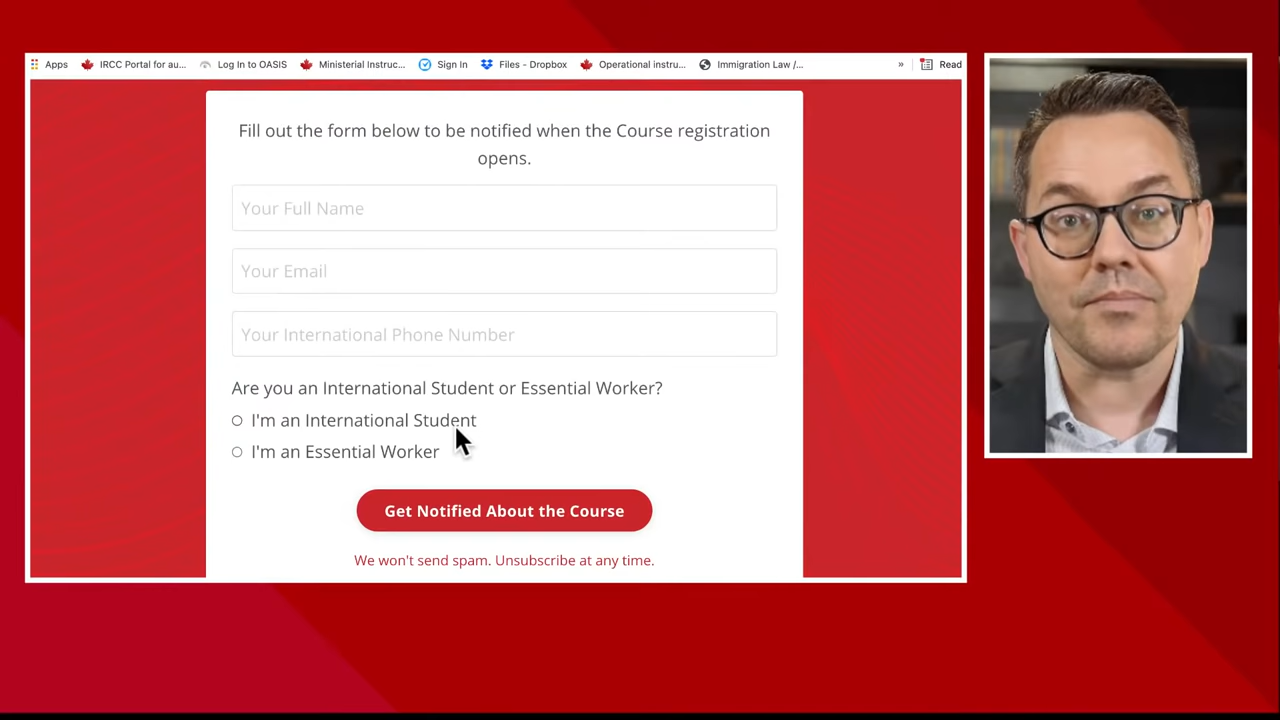 Apps IRCC Portal for au... Log In to OASIS Ministerial Instruc... Sign In Files - Dropbox Operational instru... Immigration Law /... » Read
Fill out the form below to be notified when the Course registration
opens.
Your Full Name
Your Email
Your International Phone Number
Are you an International Student or Essential Worker?
I'm an International Student
I'm an Essential Worker
Get Notified About the Course
We won't send spam. Unsubscribe at any time.